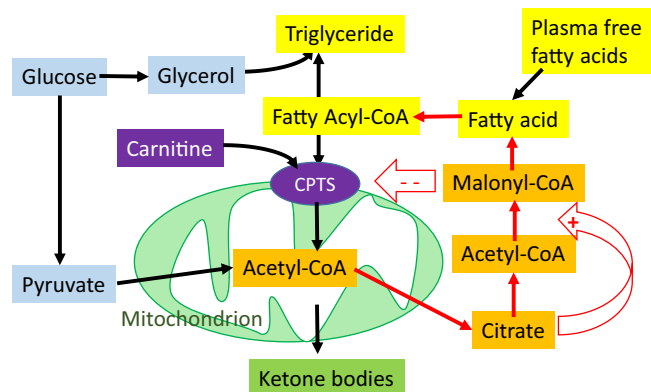 Triglyceride
Plasma free
fatty acids
Glucose
Glycerol
Fatty Acyl-CoA
Fatty acid
Carnitine
CPTS
- -
Malonyl-CoA
+
Acetyl-CoA
Acetyl-CoA
Pyruvate
Mitochondrion
Citrate
Ketone bodies